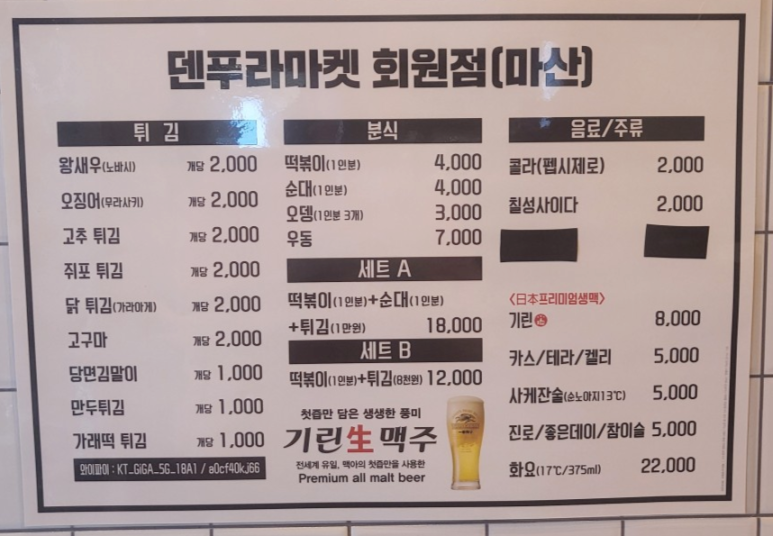 덴푸라마켓 회원점(마산)
튀 김
왕새우(노바시) 개당 2,000
오징어(무라사키) 개당 2,000
고추 튀김 개당 2,000
쥐포 튀김 개당 2,000
닭 튀김(가라아게) 개당 2,000
고구마 개당 2,000
당면김말이 개당 1,000
만두튀김 개당 1,000
가래떡 튀김 개당 1,000
와이파이 : KT_GiGA_5G_18A1 / a0cf40kj66
분식
떡볶이(1인분) 4,000
순대(1인분) 4,000
오뎅(1인분 3개) 3,000
우동 7,000
세트 A
떡볶이(1인분)+순대(1인분)
+튀김(1만원) 18,000
세트 B
떡볶이(1인분)+튀김(8천원) 12,000
첫즙만 담은 생생한 풍미
기린生맥주
전세계 유일, 맥아의 첫즙만을 사용한
Premium all malt beer
음료/주류
콜라(펩시제로) 2,000
칠성사이다 2,000
<日本프리미엄생맥>
기린生 8,000
카스/테라/켈리 5,000
사케잔술(준노아지13℃) 5,000
진로/좋은데이/참이슬 5,000
화요(17℃/375ml) 22,000